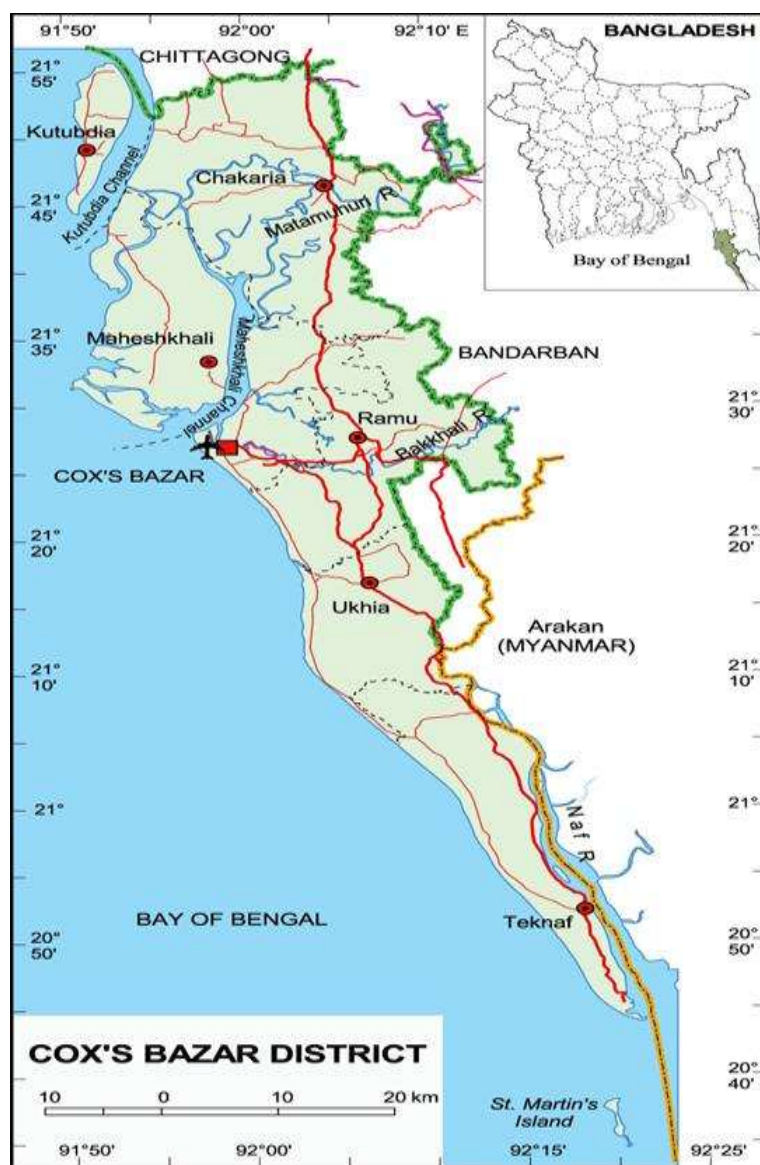 91°50'
92°00'
92°10' E
CHITTAGONG
BANGLADESH
Bay of Bengal
21°
55'
Kutubdia
Kutubdia Channel
Chakaria
Matamuhuri R
21°
45'
21°
35'
Maheshkhali
Maheshkhali Channel
BANDARBAN
21°
30'
Ramu
Bakkhali R
COX'S BAZAR
21°
20'
21°
20'
Ukhia
Arakan
(MYANMAR)
21°
10'
21°
10'
21°
21°
Naf R
BAY OF BENGAL
Teknaf
20°
50'
20°
50'
COX'S BAZAR DISTRICT
10 0 10 20 km
20°
40'
St. Martin's
Island
91°50'
92°00'
92°15'
92°25'